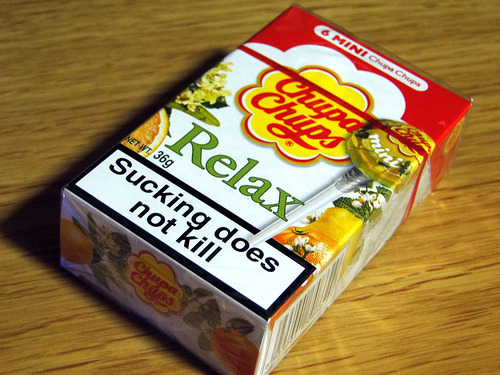 6 MINI Chupa Chups
Chupa
Chups
®
mini
Relax
NET WT. 36g
Sucking does
not kill
Chupa
Chups